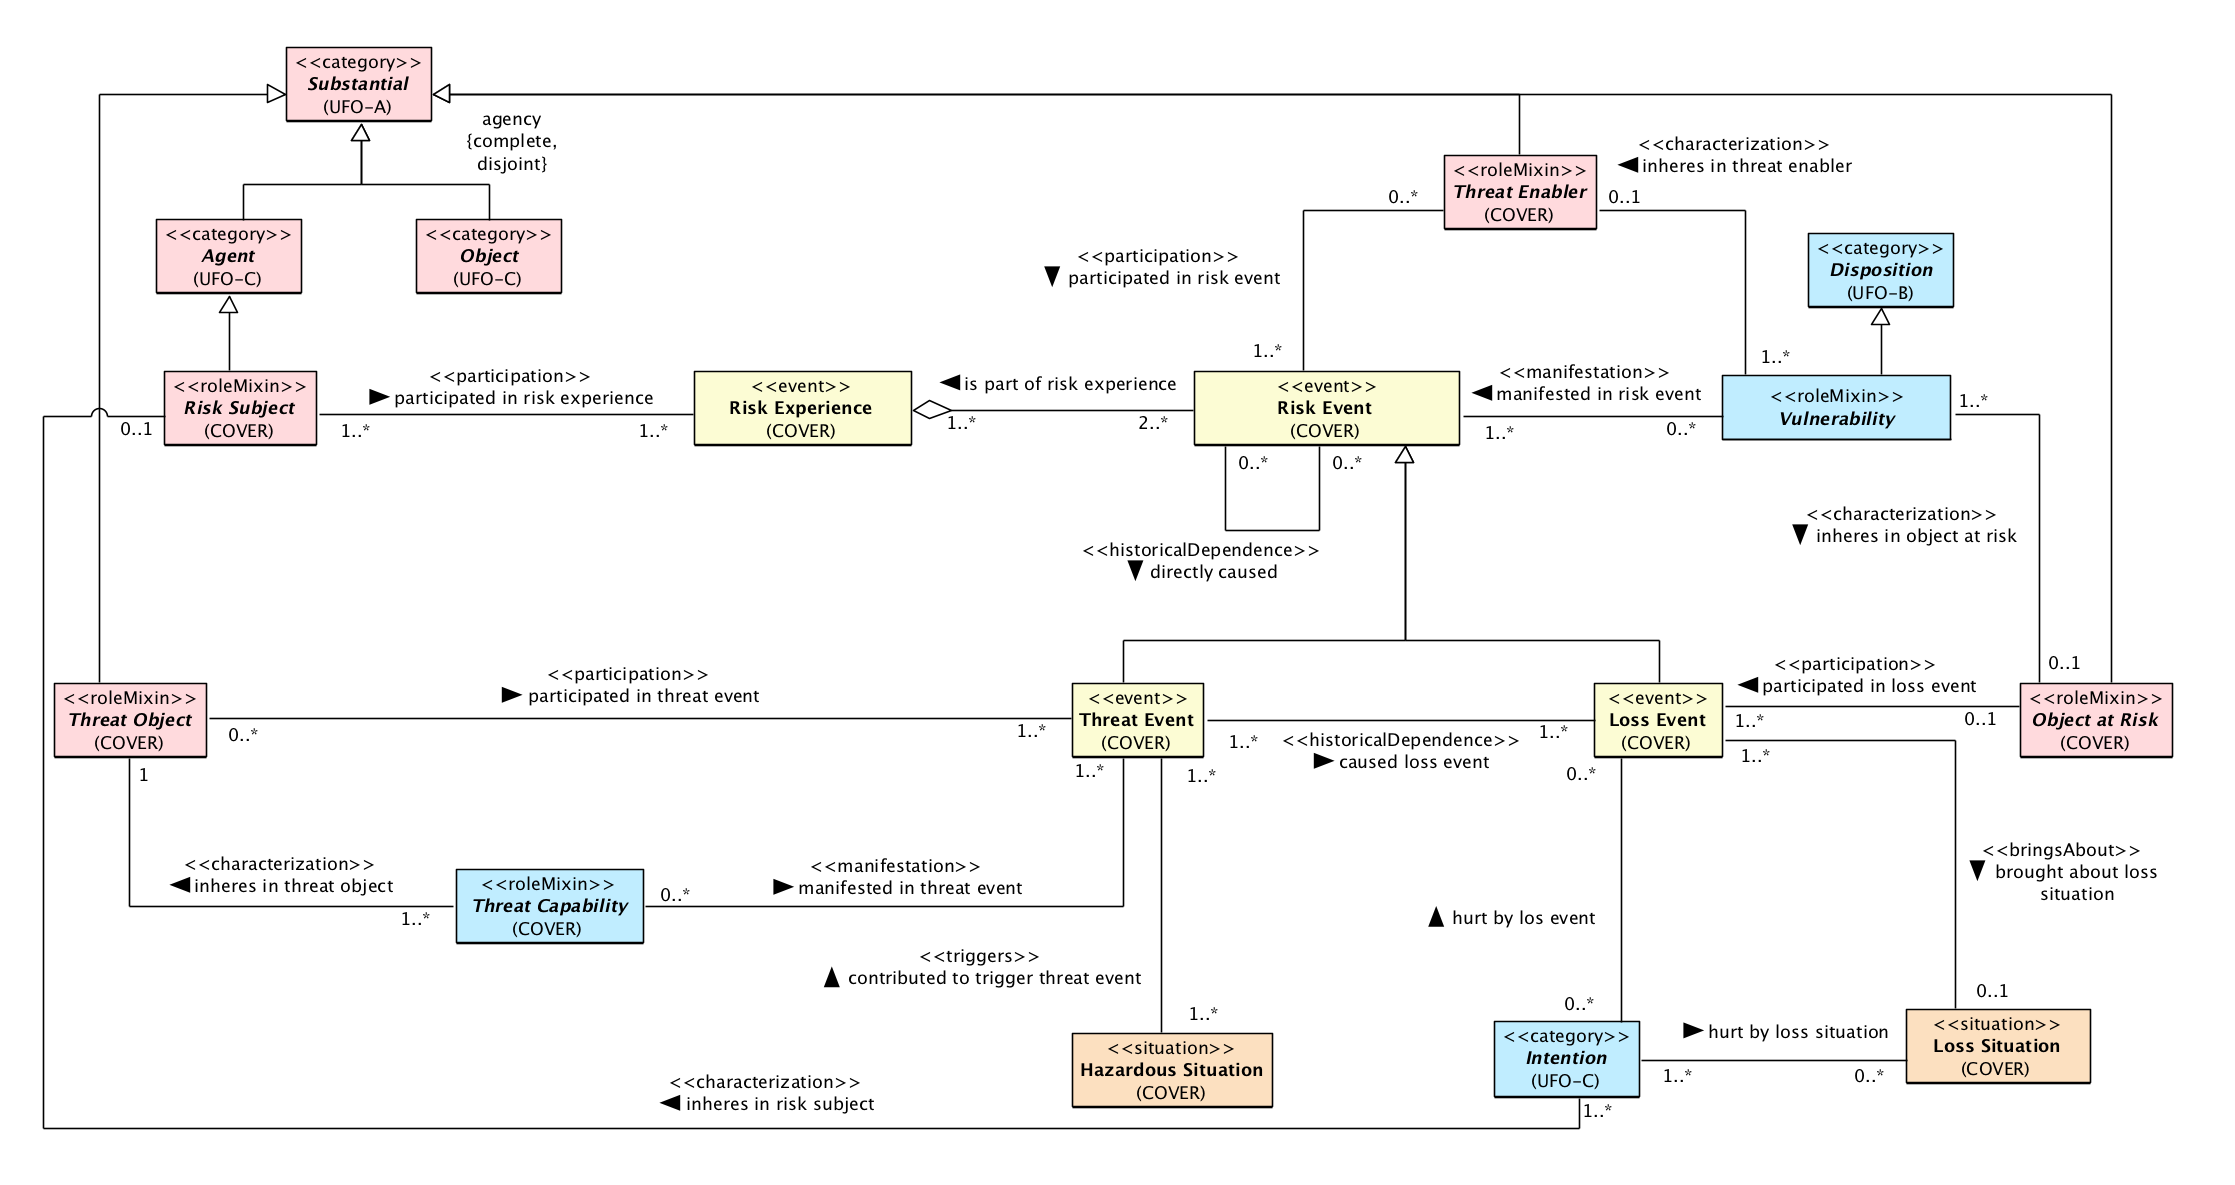 <<category>>
Substantial
(UFO-A)
agency
{complete,
disjoint}
<<category>>
Agent
(UFO-C)
<<category>>
Object
(UFO-C)
<<characterization>>
inheres in threat enabler
<<roleMixin>>
Threat Enabler
(COVER)
0..*
0..1
<<category>>
Disposition
(UFO-B)
<<participation>>
participated in risk event
1..*
1..*
<<roleMixin>>
Risk Subject
(COVER)
0..1
<<participation>>
participated in risk experience
1..*
1..*
<<event>>
Risk Experience
(COVER)
is part of risk experience
1..*
2..*
<<event>>
Risk Event
(COVER)
<<manifestation>>
manifested in risk event
1..*
0..*
<<roleMixin>>
Vulnerability
1..*
0..*
0..*
<<historicalDependence>>
directly caused
<<characterization>>
inheres in object at risk
0..1
<<roleMixin>>
Threat Object
(COVER)
<<participation>>
participated in threat event
0..*
1..*
<<event>>
Threat Event
(COVER)
1..*
<<historicalDependence>>
caused loss event
1..*
<<event>>
Loss Event
(COVER)
<<participation>>
participated in loss event
1..*
0..1
<<roleMixin>>
Object at Risk
(COVER)
1
1..*
1..*
0..*
1..*
<<characterization>>
inheres in threat object
1..*
<<roleMixin>>
Threat Capability
(COVER)
0..*
<<manifestation>>
manifested in threat event
<<bringsAbout>>
brought about loss
situation
hurt by los event
<<triggers>>
contributed to trigger threat event
1..*
0..*
0..1
<<situation>>
Hazardous Situation
(COVER)
<<category>>
Intention
(UFO-C)
hurt by loss situation
1..*
0..*
<<situation>>
Loss Situation
(COVER)
<<characterization>>
inheres in risk subject
1..*